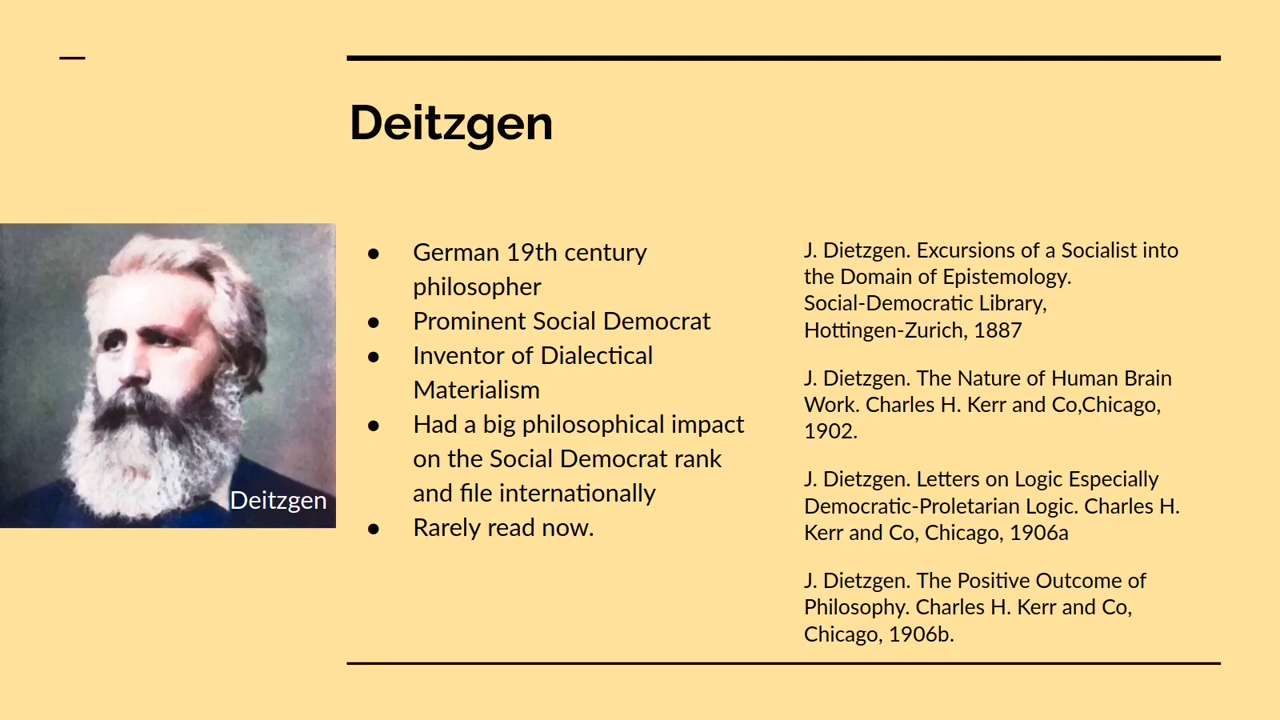 Deitzgen
Deitzgen
● German 19th century
philosopher
● Prominent Social Democrat
● Inventor of Dialectical
Materialism
● Had a big philosophical impact
on the Social Democrat rank
and file internationally
● Rarely read now.
J. Dietzgen. Excursions of a Socialist into
the Domain of Epistemology.
Social-Democratic Library,
Hottingen-Zurich, 1887
J. Dietzgen. The Nature of Human Brain
Work. Charles H. Kerr and Co,Chicago,
1902.
J. Dietzgen. Letters on Logic Especially
Democratic-Proletarian Logic. Charles H.
Kerr and Co, Chicago, 1906a
J. Dietzgen. The Positive Outcome of
Philosophy. Charles H. Kerr and Co,
Chicago, 1906b.